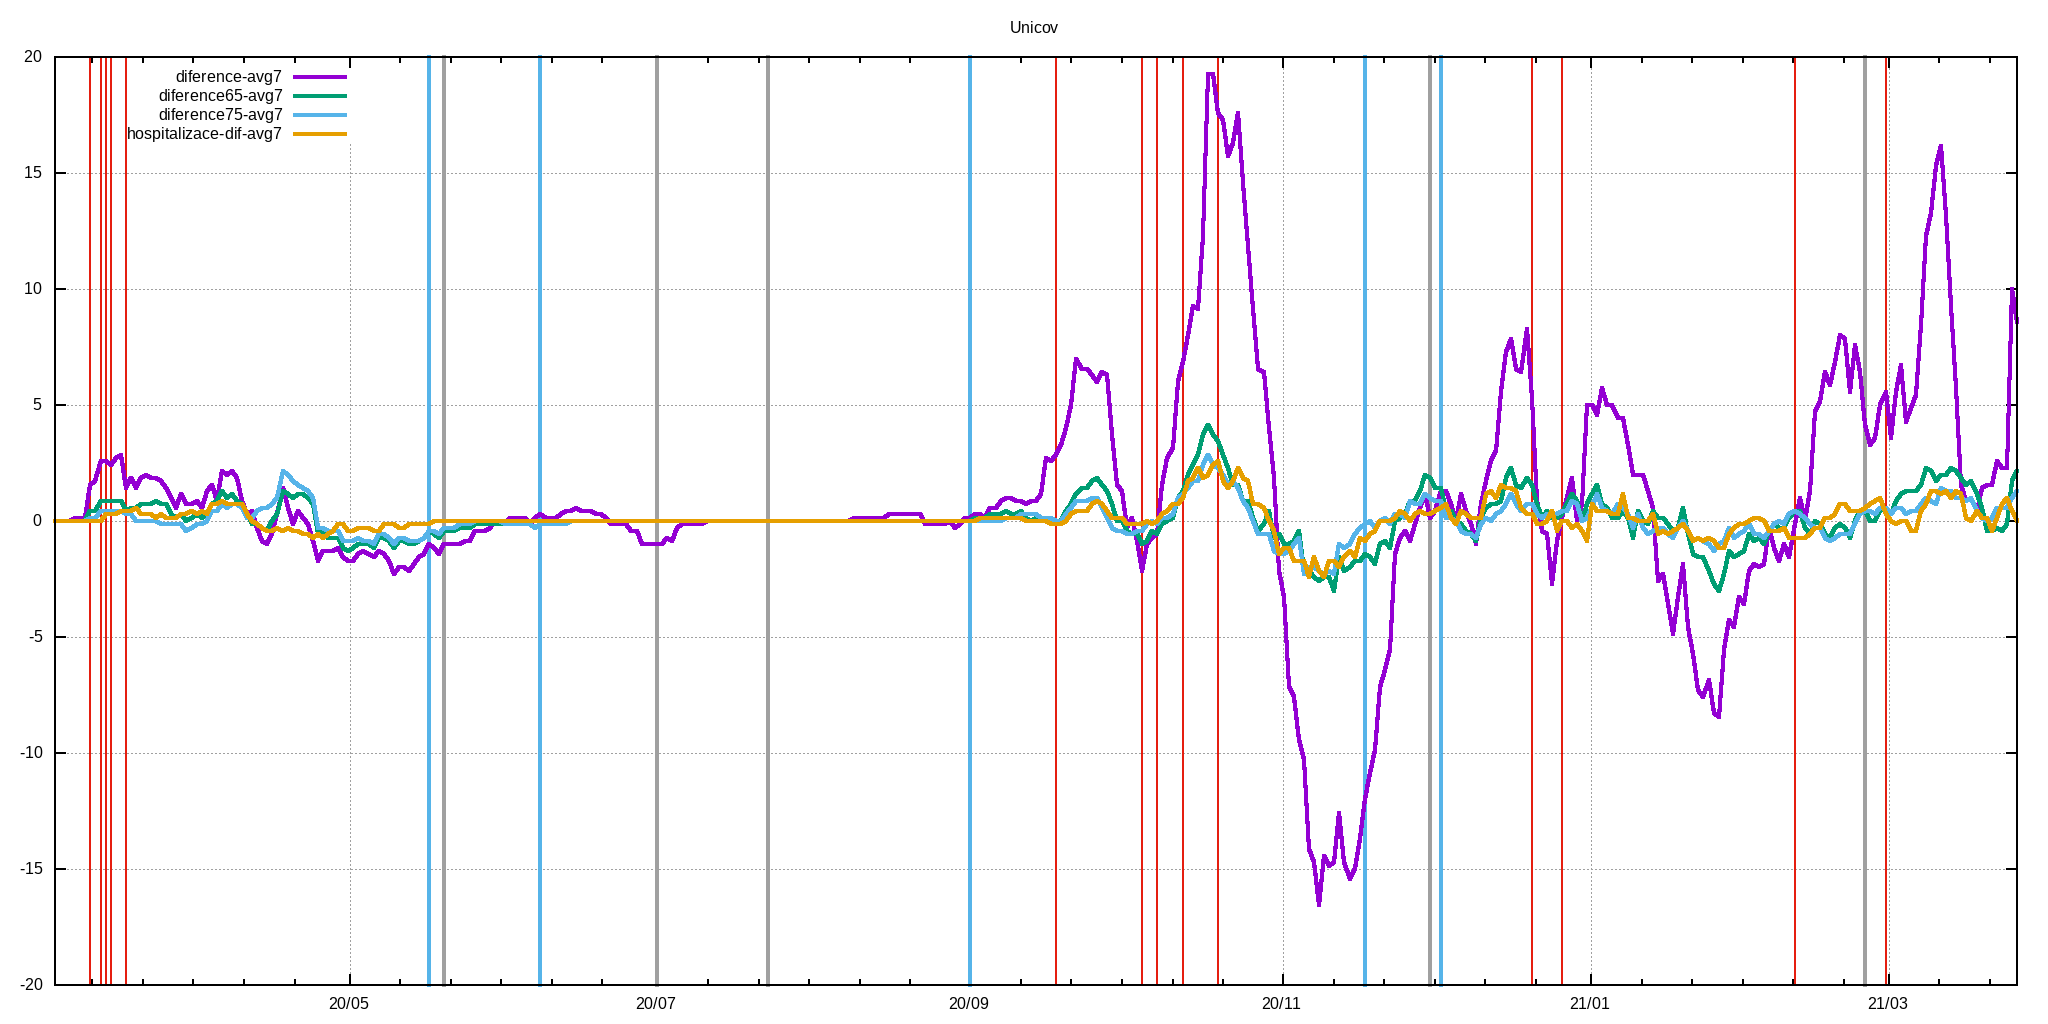 Unicov
diference-avg7
diference65-avg7
diference75-avg7
hospitalizace-dif-avg7
20
15
10
5
0
-5
-10
-15
-20
20/05 20/07 20/09 20/11 21/01 21/03